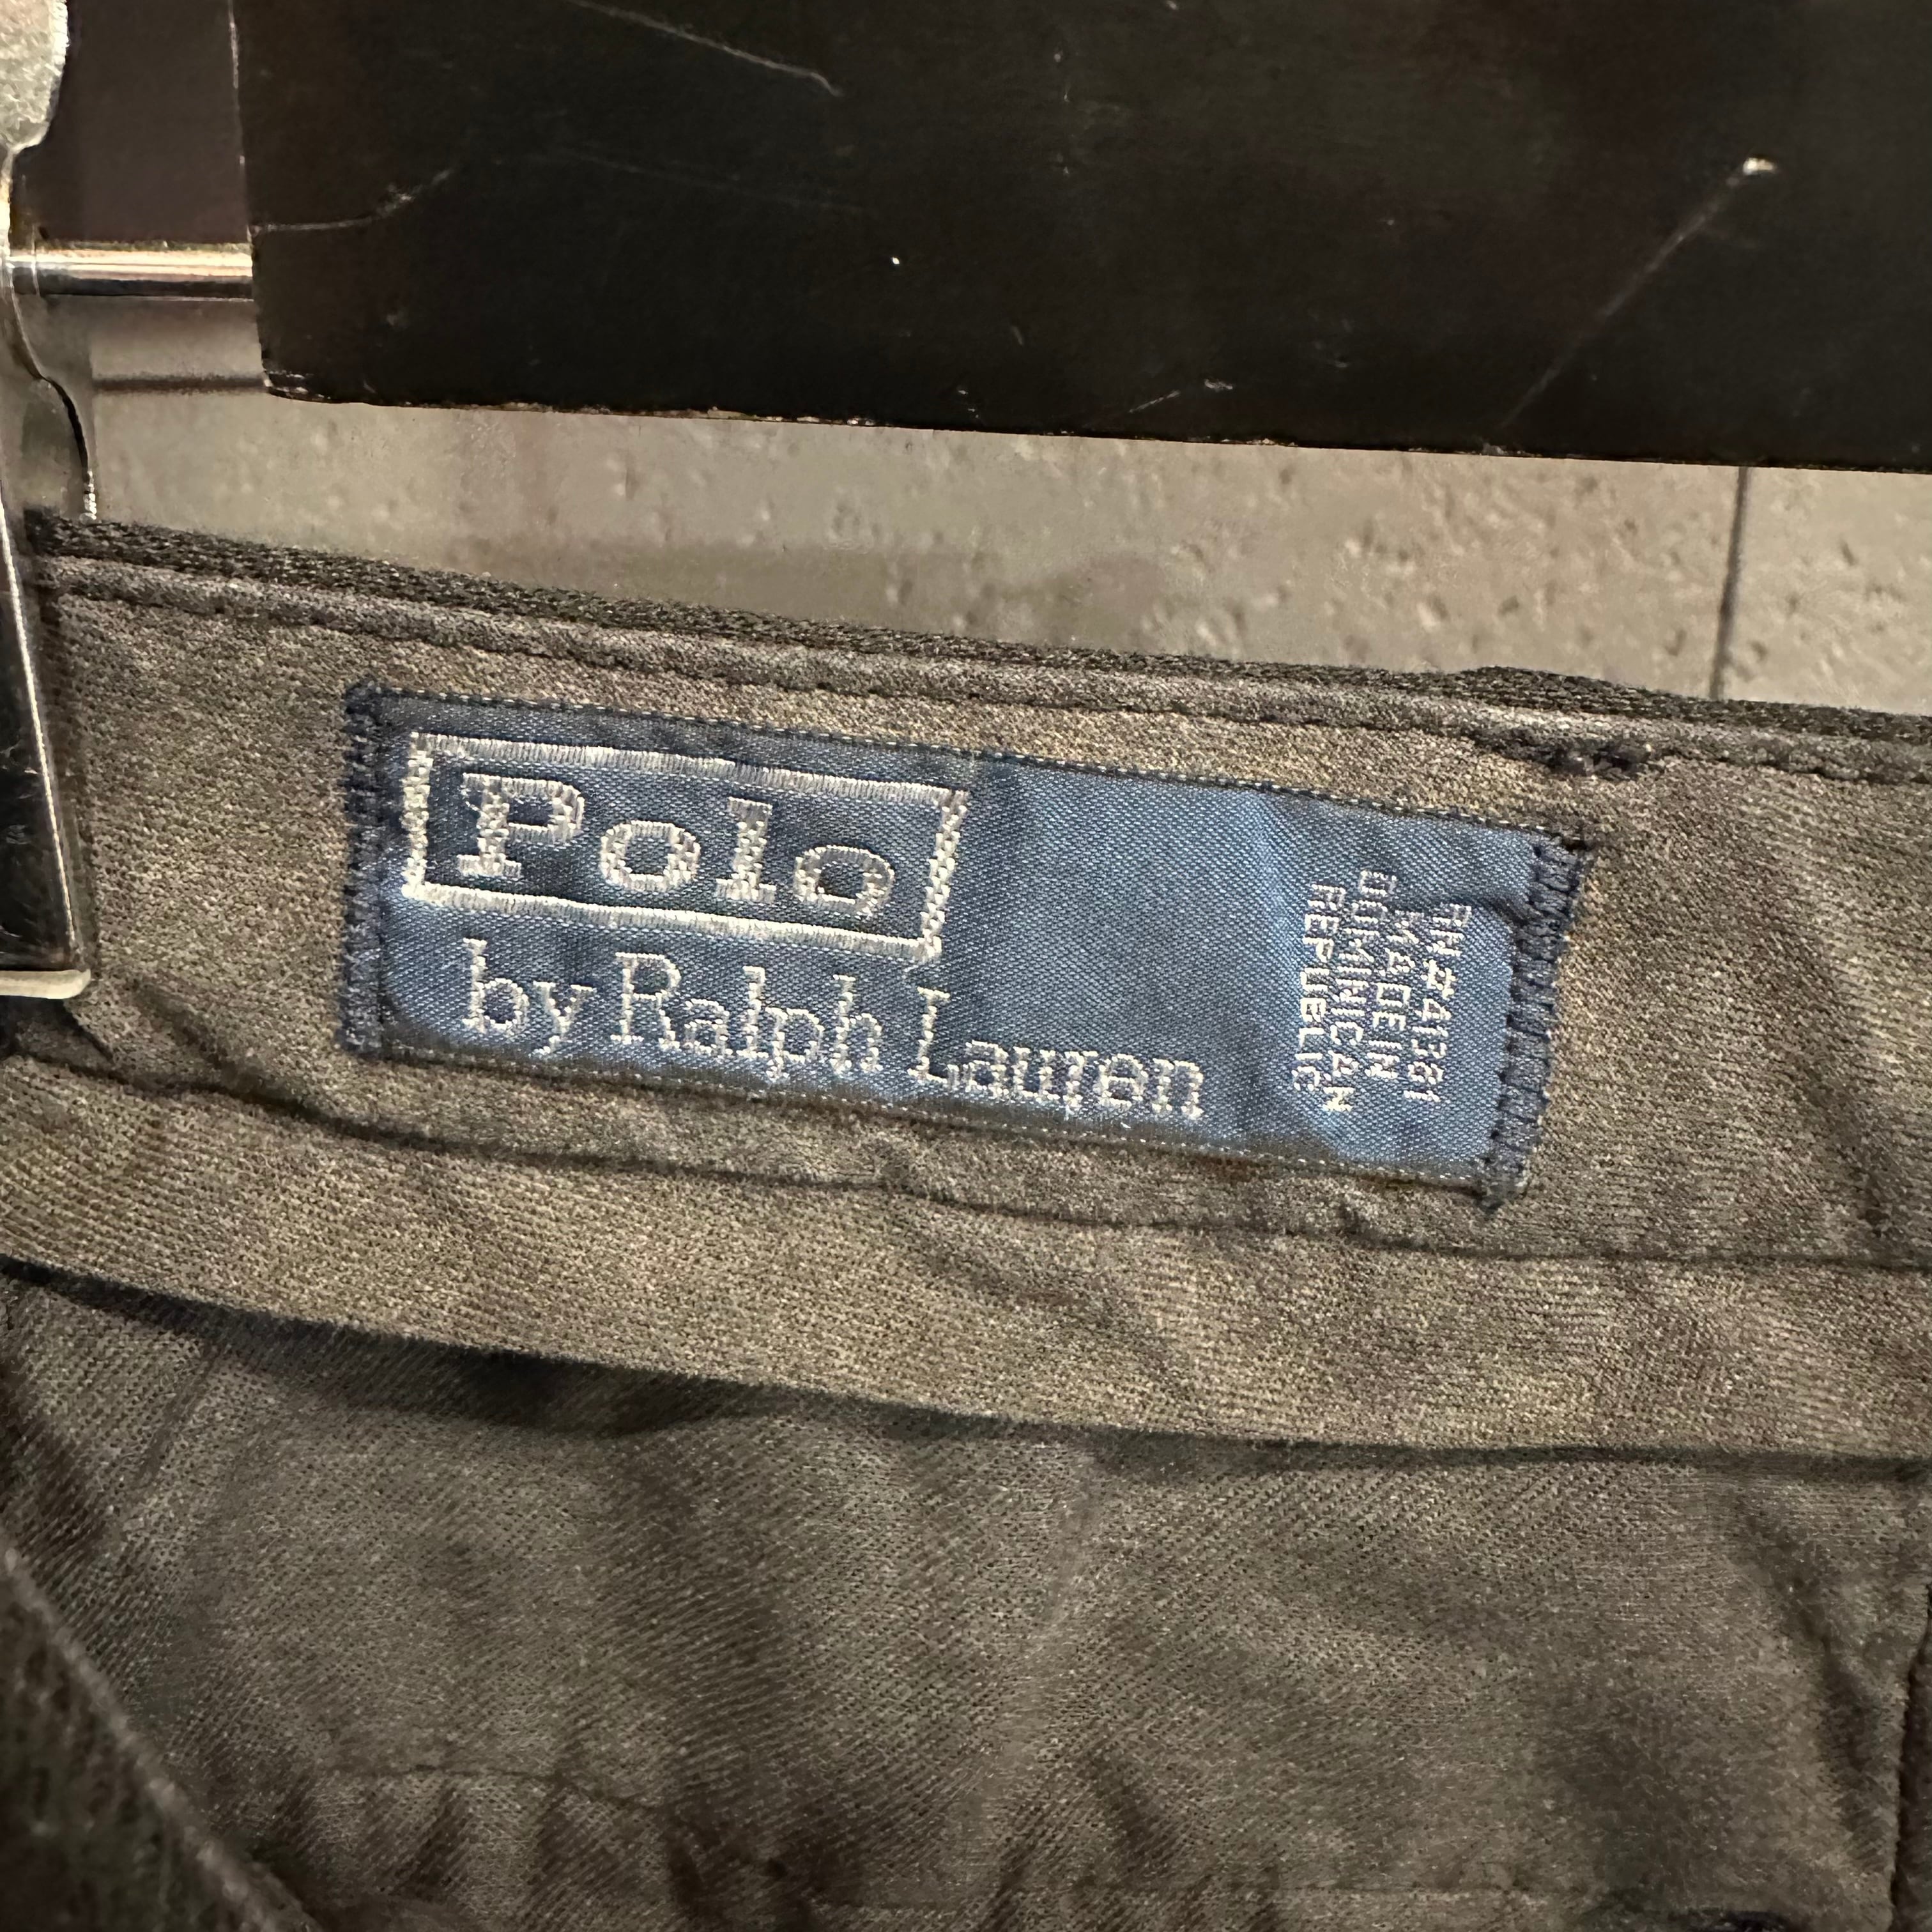 Polo
by Ralph Lauren
RN#41381
MADE IN
DOMINICAN
REPUBLIC